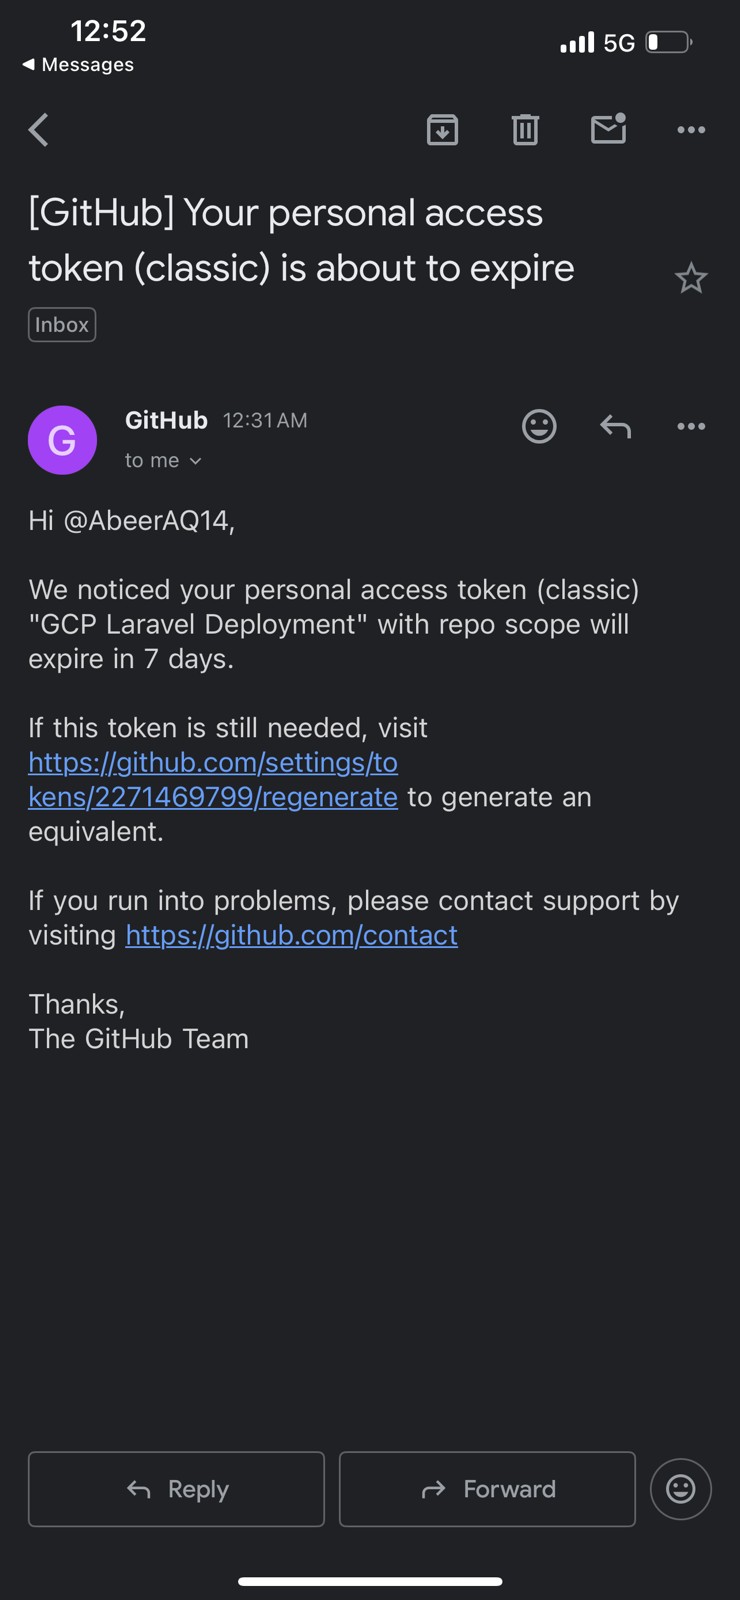 12:52
5G
◀ Messages
[GitHub] Your personal access
token (classic) is about to expire
Inbox
G
GitHub 12:31 AM
to me
Hi @AbeerAQ14,
We noticed your personal access token (classic)
"GCP Laravel Deployment" with repo scope will
expire in 7 days.
If this token is still needed, visit
https://github.com/settings/to
kens/2271469799/regenerate to generate an
equivalent.
If you run into problems, please contact support by
visiting https://github.com/contact
Thanks,
The GitHub Team
Reply
Forward